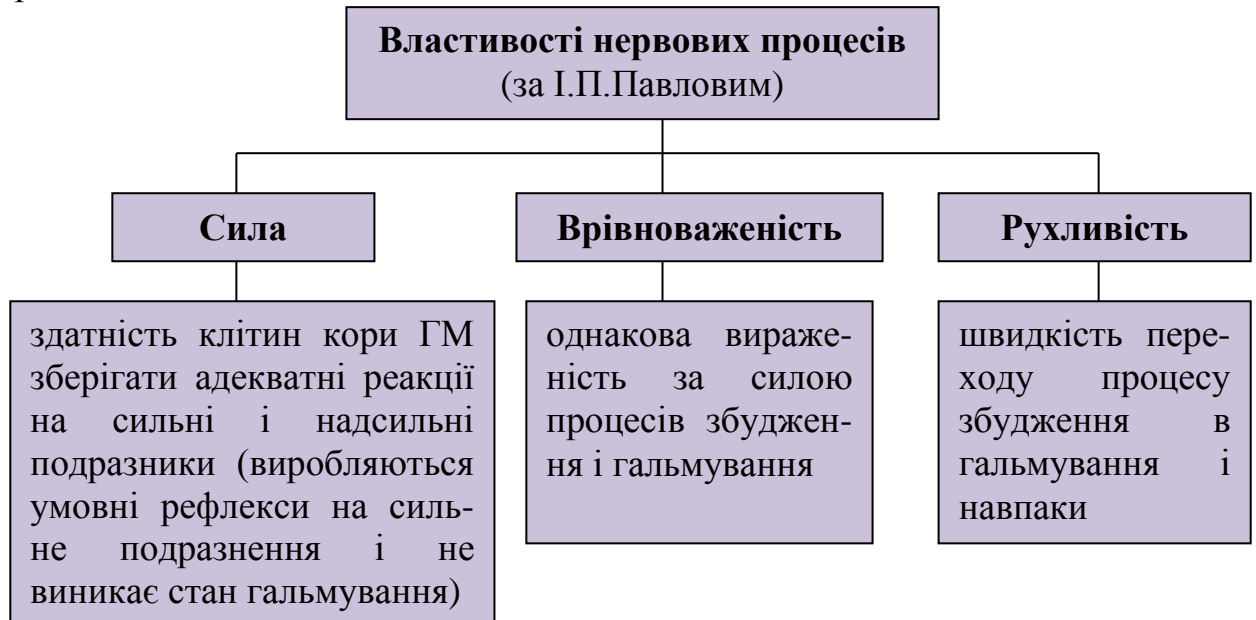 Властивості нервових процесів
(за І.П.Павловим)
Сила
Врівноваженість
Рухливість
здатність клітин кори ГМ
зберігати адекватні реакції
на сильні і надсильні
подразники (виробляються
умовні рефлекси на силь-
не подразнення і не
виникає стан гальмування)
однакова вираже-
ність за силою
процесів збуджен-
ня і гальмування
швидкість пере-
ходу процесу
збудження в
гальмування і
навпаки